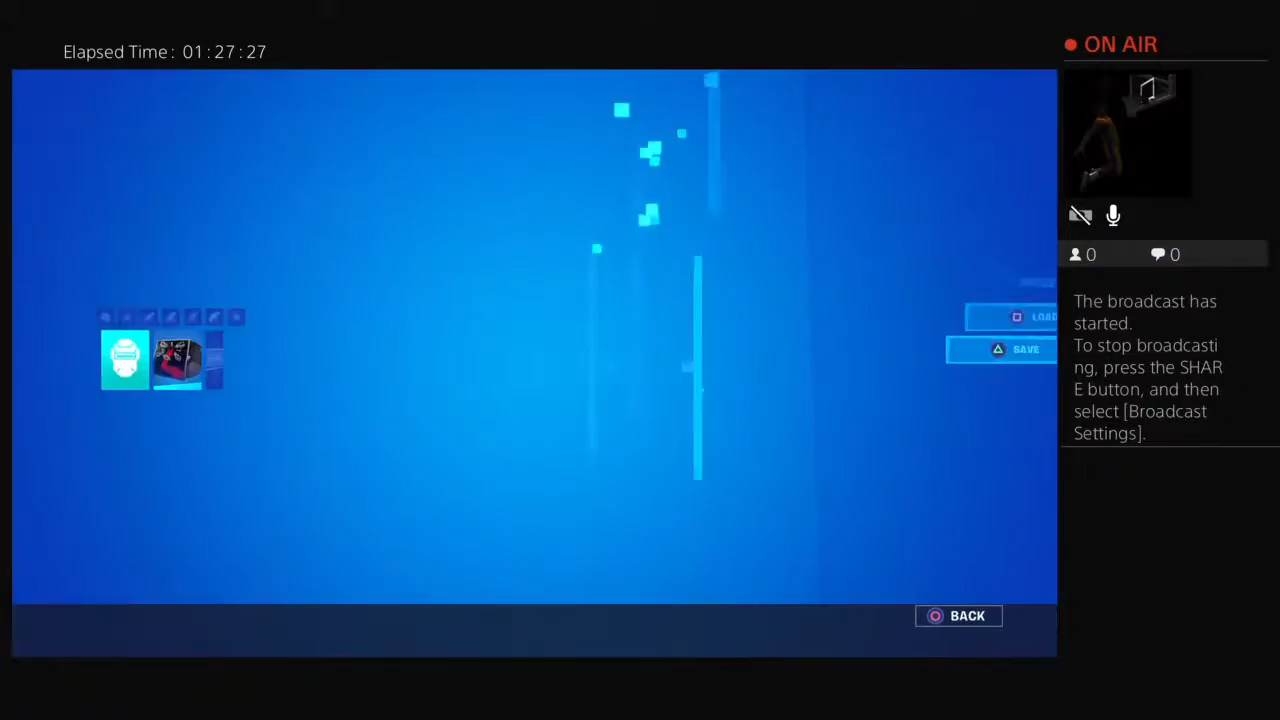 Elapsed Time: 01:27:27
ON AIR
0
0
The broadcast has
started.
To stop broadcasti
ng, press the SHAR
E button, and then
select [Broadcast
Settings].
LOAD
SAVE
BACK